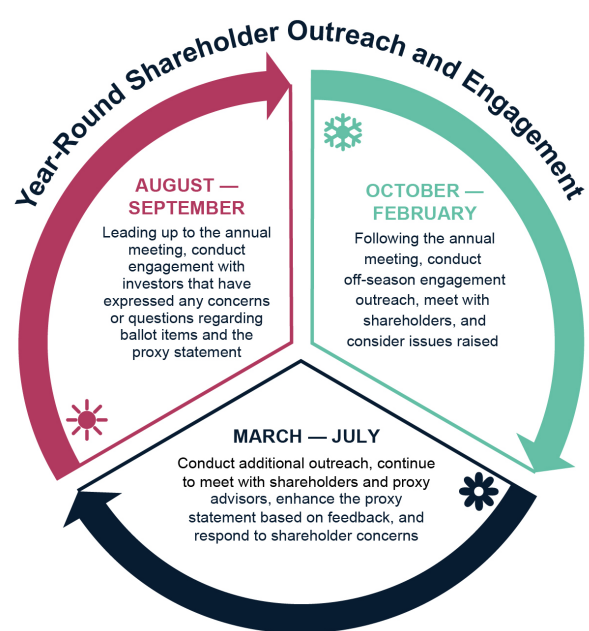 Year-Round Shareholder Outreach and Engagement
AUGUST —
SEPTEMBER
Leading up to the annual
meeting, conduct
engagement with
investors that have
expressed any concerns
or questions regarding
ballot items and the
proxy statement
OCTOBER —
FEBRUARY
Following the annual
meeting, conduct
off-season engagement
outreach, meet with
shareholders, and
consider issues raised
MARCH — JULY
Conduct additional outreach, continue
to meet with shareholders and proxy
advisors, enhance the proxy
statement based on feedback, and
respond to shareholder concerns